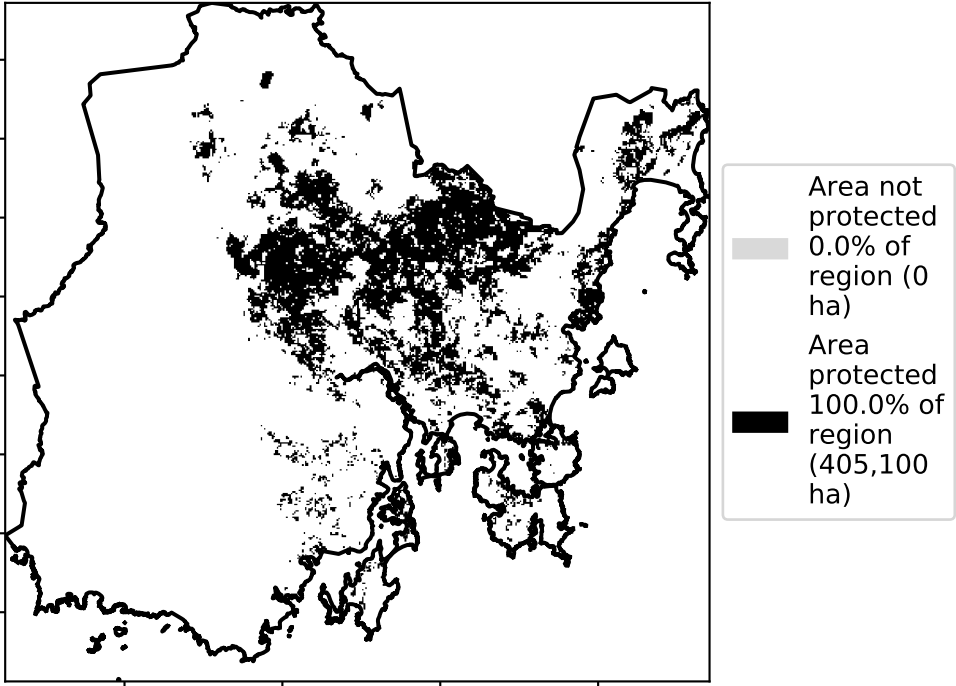 Area not
protected
0.0% of
region (0
ha)
Area
protected
100.0% of
region
(405,100
ha)